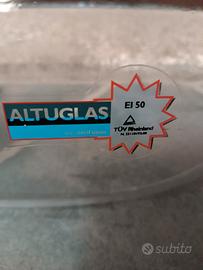 ALTUGLAS
EI 50
TÜV Rheinland
subito